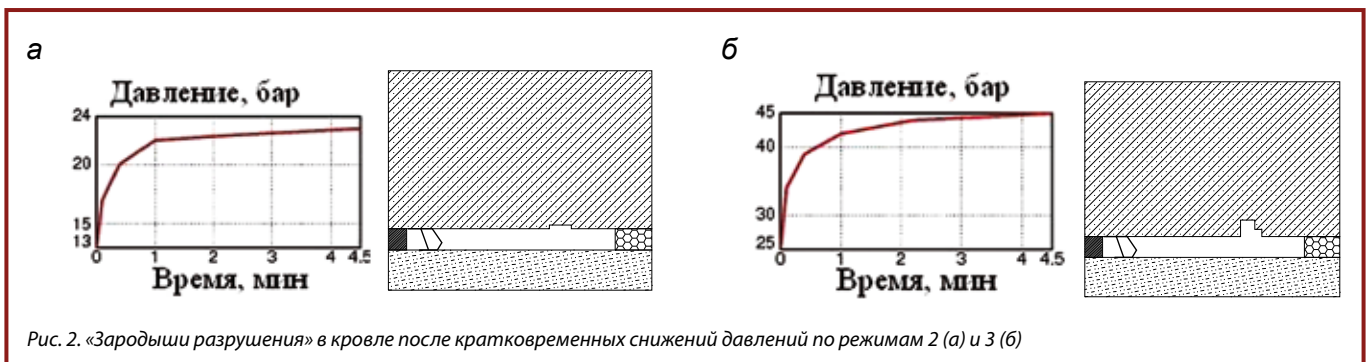 а
Давление, бар
24
20
15
13
0 1 2 3 4 4.5
Время, мин
б
Давление, бар
45
40
30
25
0 1 2 3 4 4.5
Время, мин
Рис. 2. «Зародыши разрушения» в кровле после кратковременных снижений давлений по режимам 2 (а) и 3 (б)